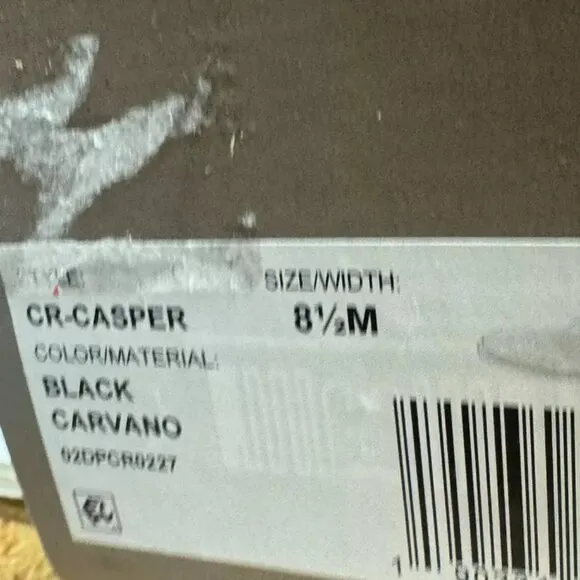 STYLE:
SIZE/WIDTH:
CR-CASPER
8½M
COLOR/MATERIAL:
BLACK
CARVANO
02DPCR0227